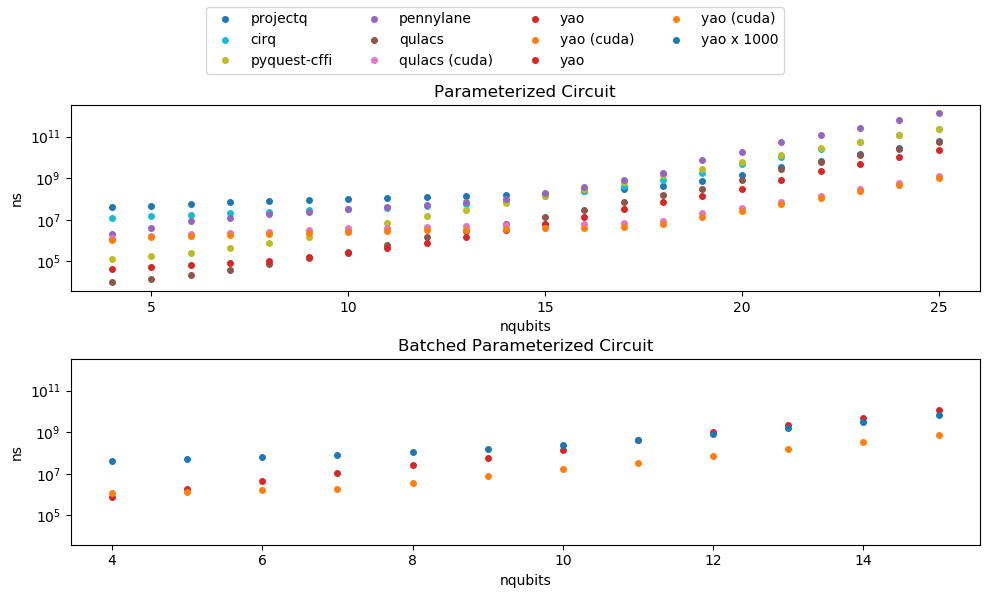 projectq pennylane yao yao (cuda)
cirq qulacs yao (cuda) yao x 1000
pyquest-cffi qulacs (cuda) yao
Parameterized Circuit
ns
10^11
10^9
10^7
10^5
5 10 15 20 25
nqubits
Batched Parameterized Circuit
ns
10^11
10^9
10^7
10^5
4 6 8 10 12 14
nqubits